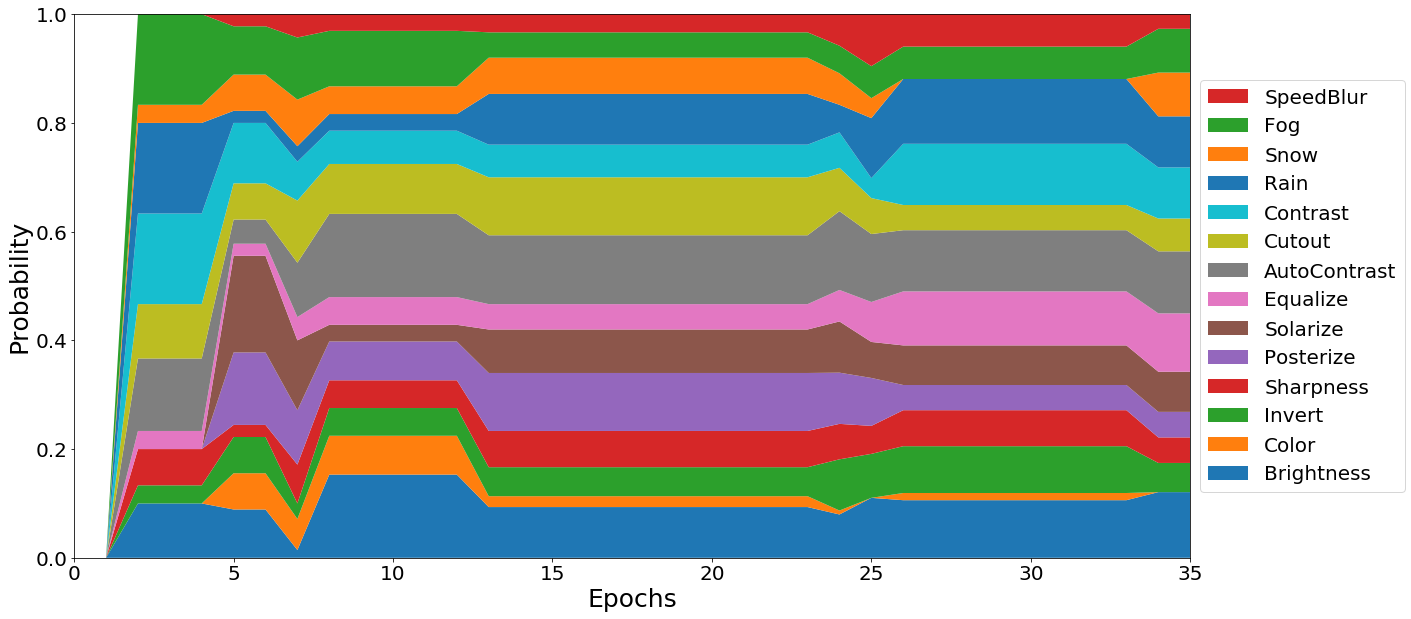 1.0
0.8
0.6
0.4
0.2
0.0
Probability
0 5 10 15 20 25 30 35
Epochs
SpeedBlur
Fog
Snow
Rain
Contrast
Cutout
AutoContrast
Equalize
Solarize
Posterize
Sharpness
Invert
Color
Brightness